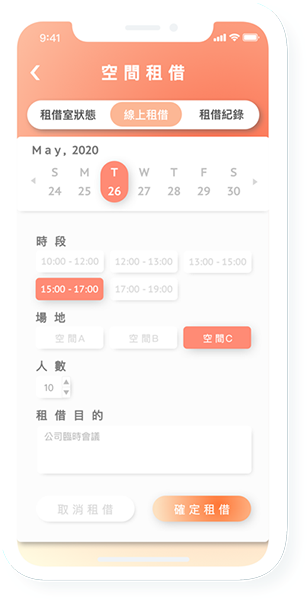 9:41
空間租借
租借室狀態 線上租借 租借紀錄
May, 2020
S M T W T F S
24 25 26 27 28 29 30
時段
10:00 - 12:00 12:00 - 13:00 13:00 - 15:00
15:00 - 17:00 17:00 - 19:00
場地
空間A 空間B 空間C
人數
10
租借目的
公司臨時會議
取消租借 確定租借